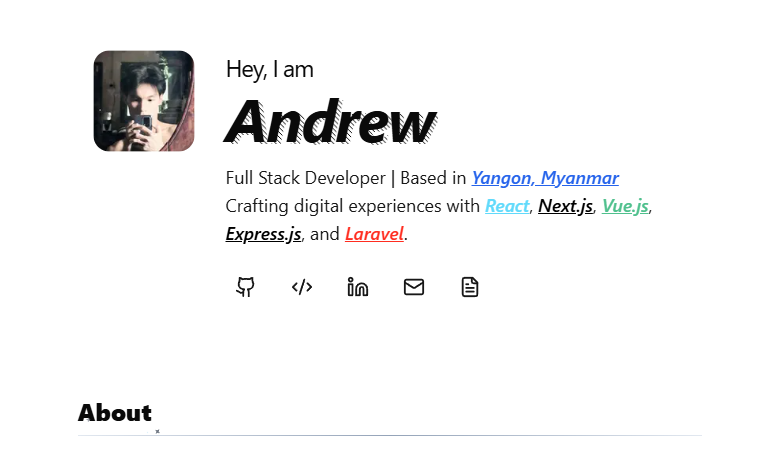 Hey, I am
Andrew
Full Stack Developer | Based in Yangon, Myanmar
Crafting digital experiences with React, Next.js, Vue.js,
Express.js, and Laravel.
About